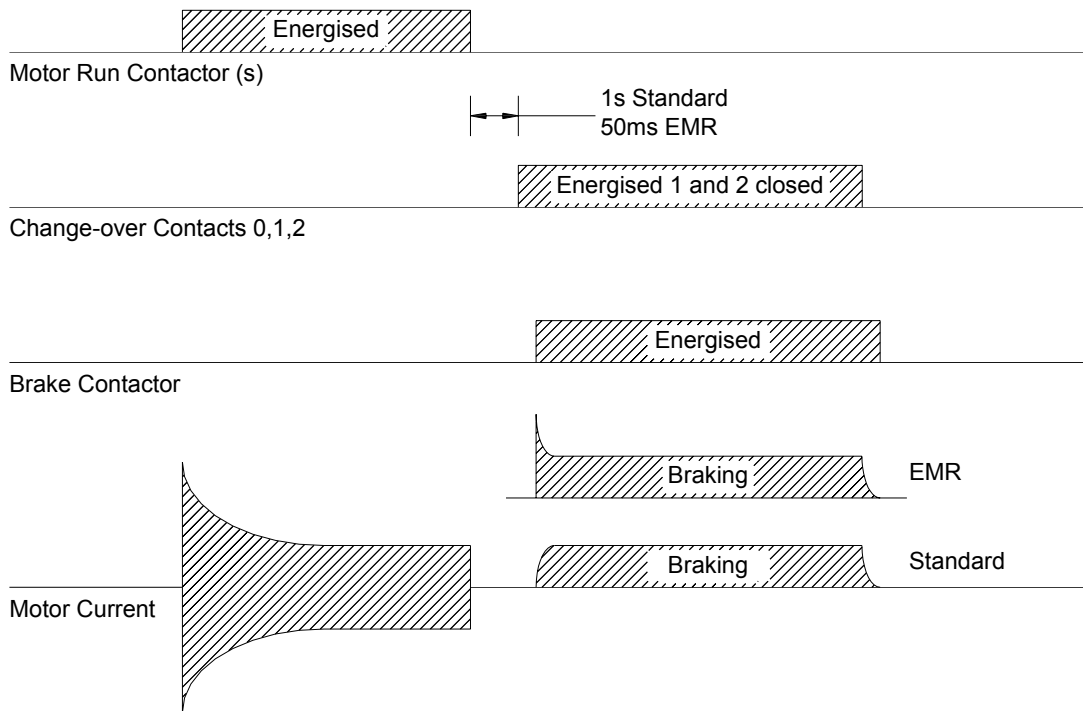 Energised
Motor Run Contactor (s)
1s Standard
50ms EMR
Energised 1 and 2 closed
Change-over Contacts 0,1,2
Energised
Brake Contactor
Braking
EMR
Braking
Standard
Motor Current